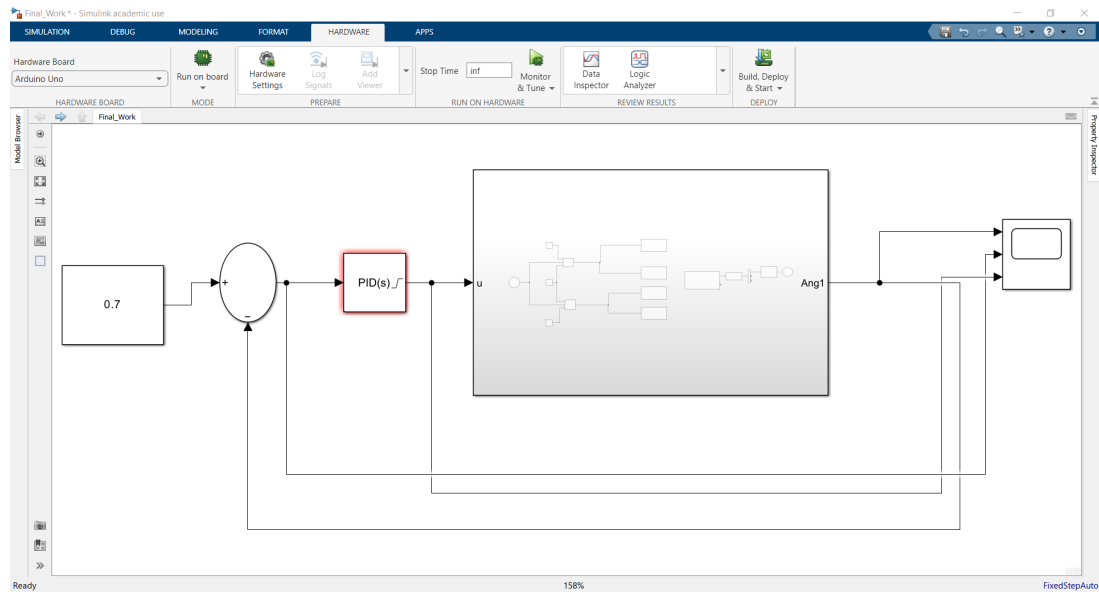 Final_Work * - Simulink academic use
SIMULATION DEBUG MODELING FORMAT HARDWARE APPS
Hardware Board
Arduino Uno
Run on board
Hardware Settings
Log Signals
Add Viewer
Stop Time inf
Monitor & Tune
Data Inspector
Logic Analyzer
Build, Deploy & Start
HARDWARE BOARD MODE PREPARE RUN ON HARDWARE REVIEW RESULTS DEPLOY
Model Browser
Final_Work
Property Inspector
0.7
+
−
PID(s)
u
Ang1
Ready 158% FixedStepAuto